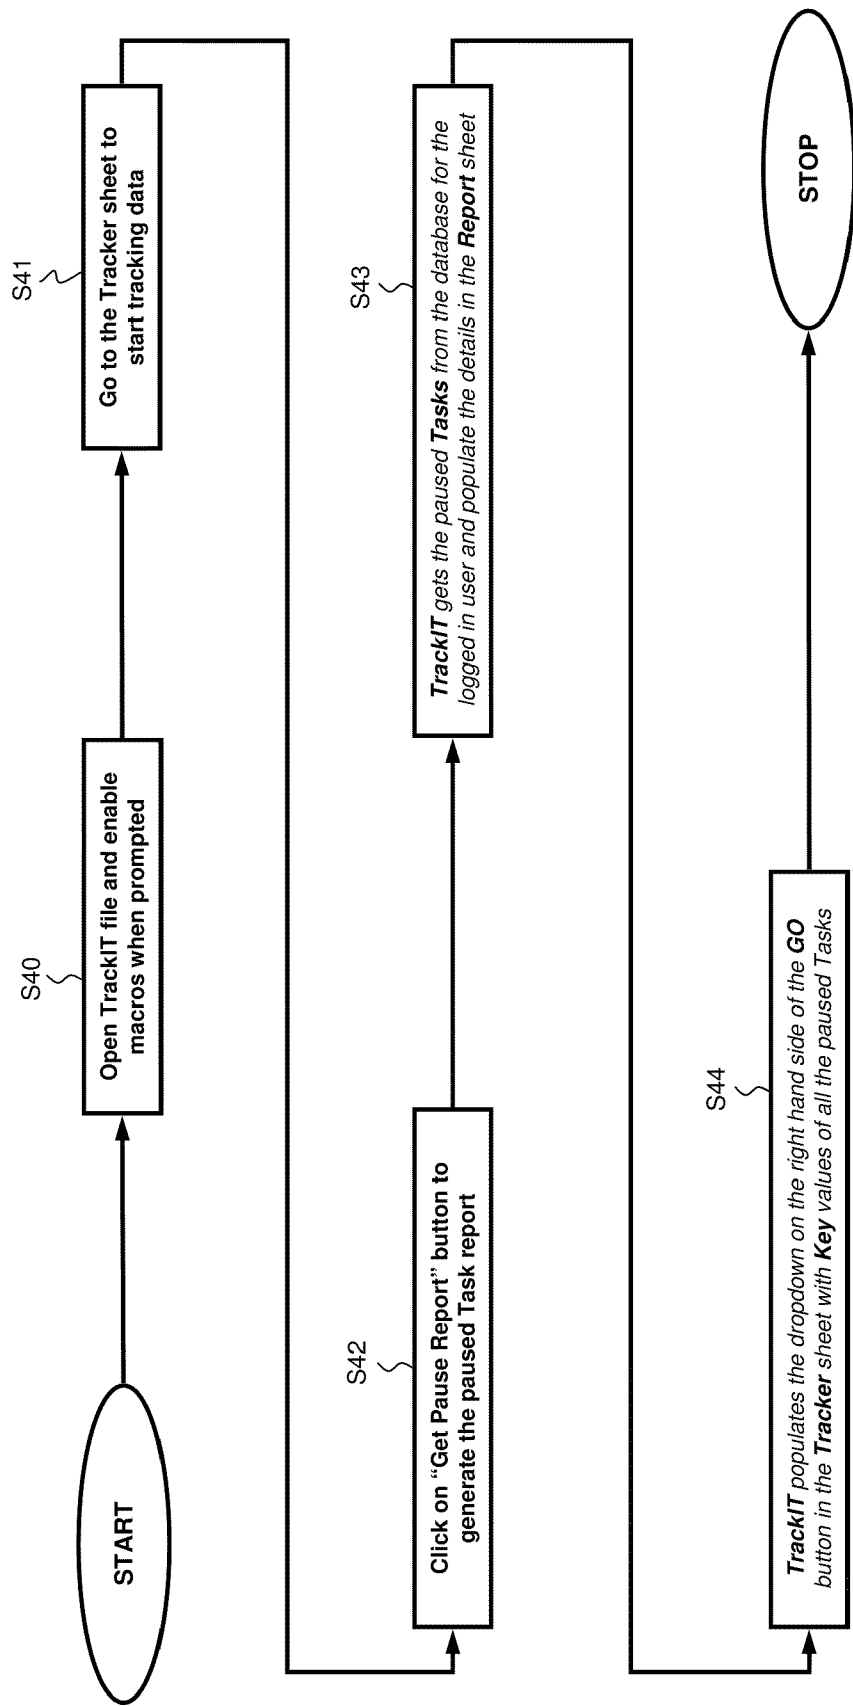 START
S40
Open TrackIT file and enable
macros when prompted
S41
Go to the Tracker sheet to
start tracking data
S42
Click on “Get Pause Report” button to
generate the paused Task report
S43
TrackIT gets the paused Tasks from the database for the
logged in user and populate the details in the Report sheet
S44
TrackIT populates the dropdown on the right hand side of the GO
button in the Tracker sheet with Key values of all the paused Tasks
STOP